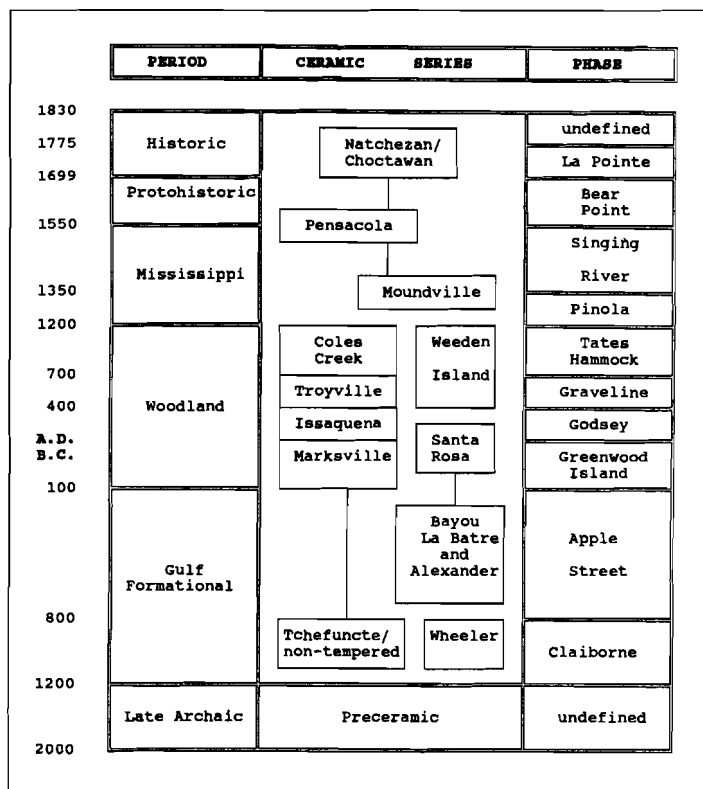 PERIOD CERAMIC SERIES PHASE
1830
Historic
Natchezan/
Choctawan
undefined
1775
La Pointe
1699
Protohistoric
Bear
Point
Pensacola
1550
Mississippi
Singing
River
Moundville
1350
Pinola
1200
Woodland
Coles
Creek
Weeden
Island
Tates
Hammock
700
Troyville
Graveline
400
Issaquena
Godsey
A.D.
B.C.
Marksville
Santa
Rosa
Greenwood
Island
100
Gulf
Formational
Bayou
La Batre
and
Alexander
Apple
Street
800
Tchefuncte/
non-tempered
Wheeler
Claiborne
1200
Late Archaic
Preceramic
undefined
2000